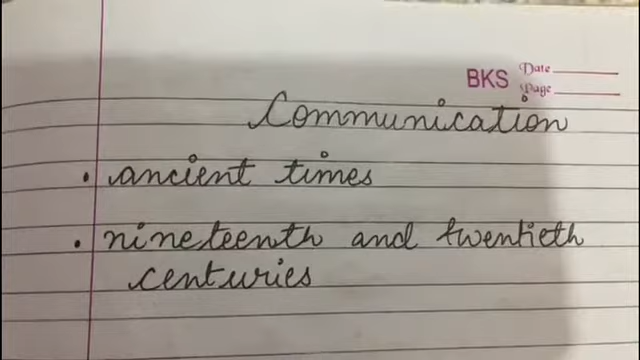 BKS Date
Page
Communication
• ancient times
• nineteenth and twentieth
centuries